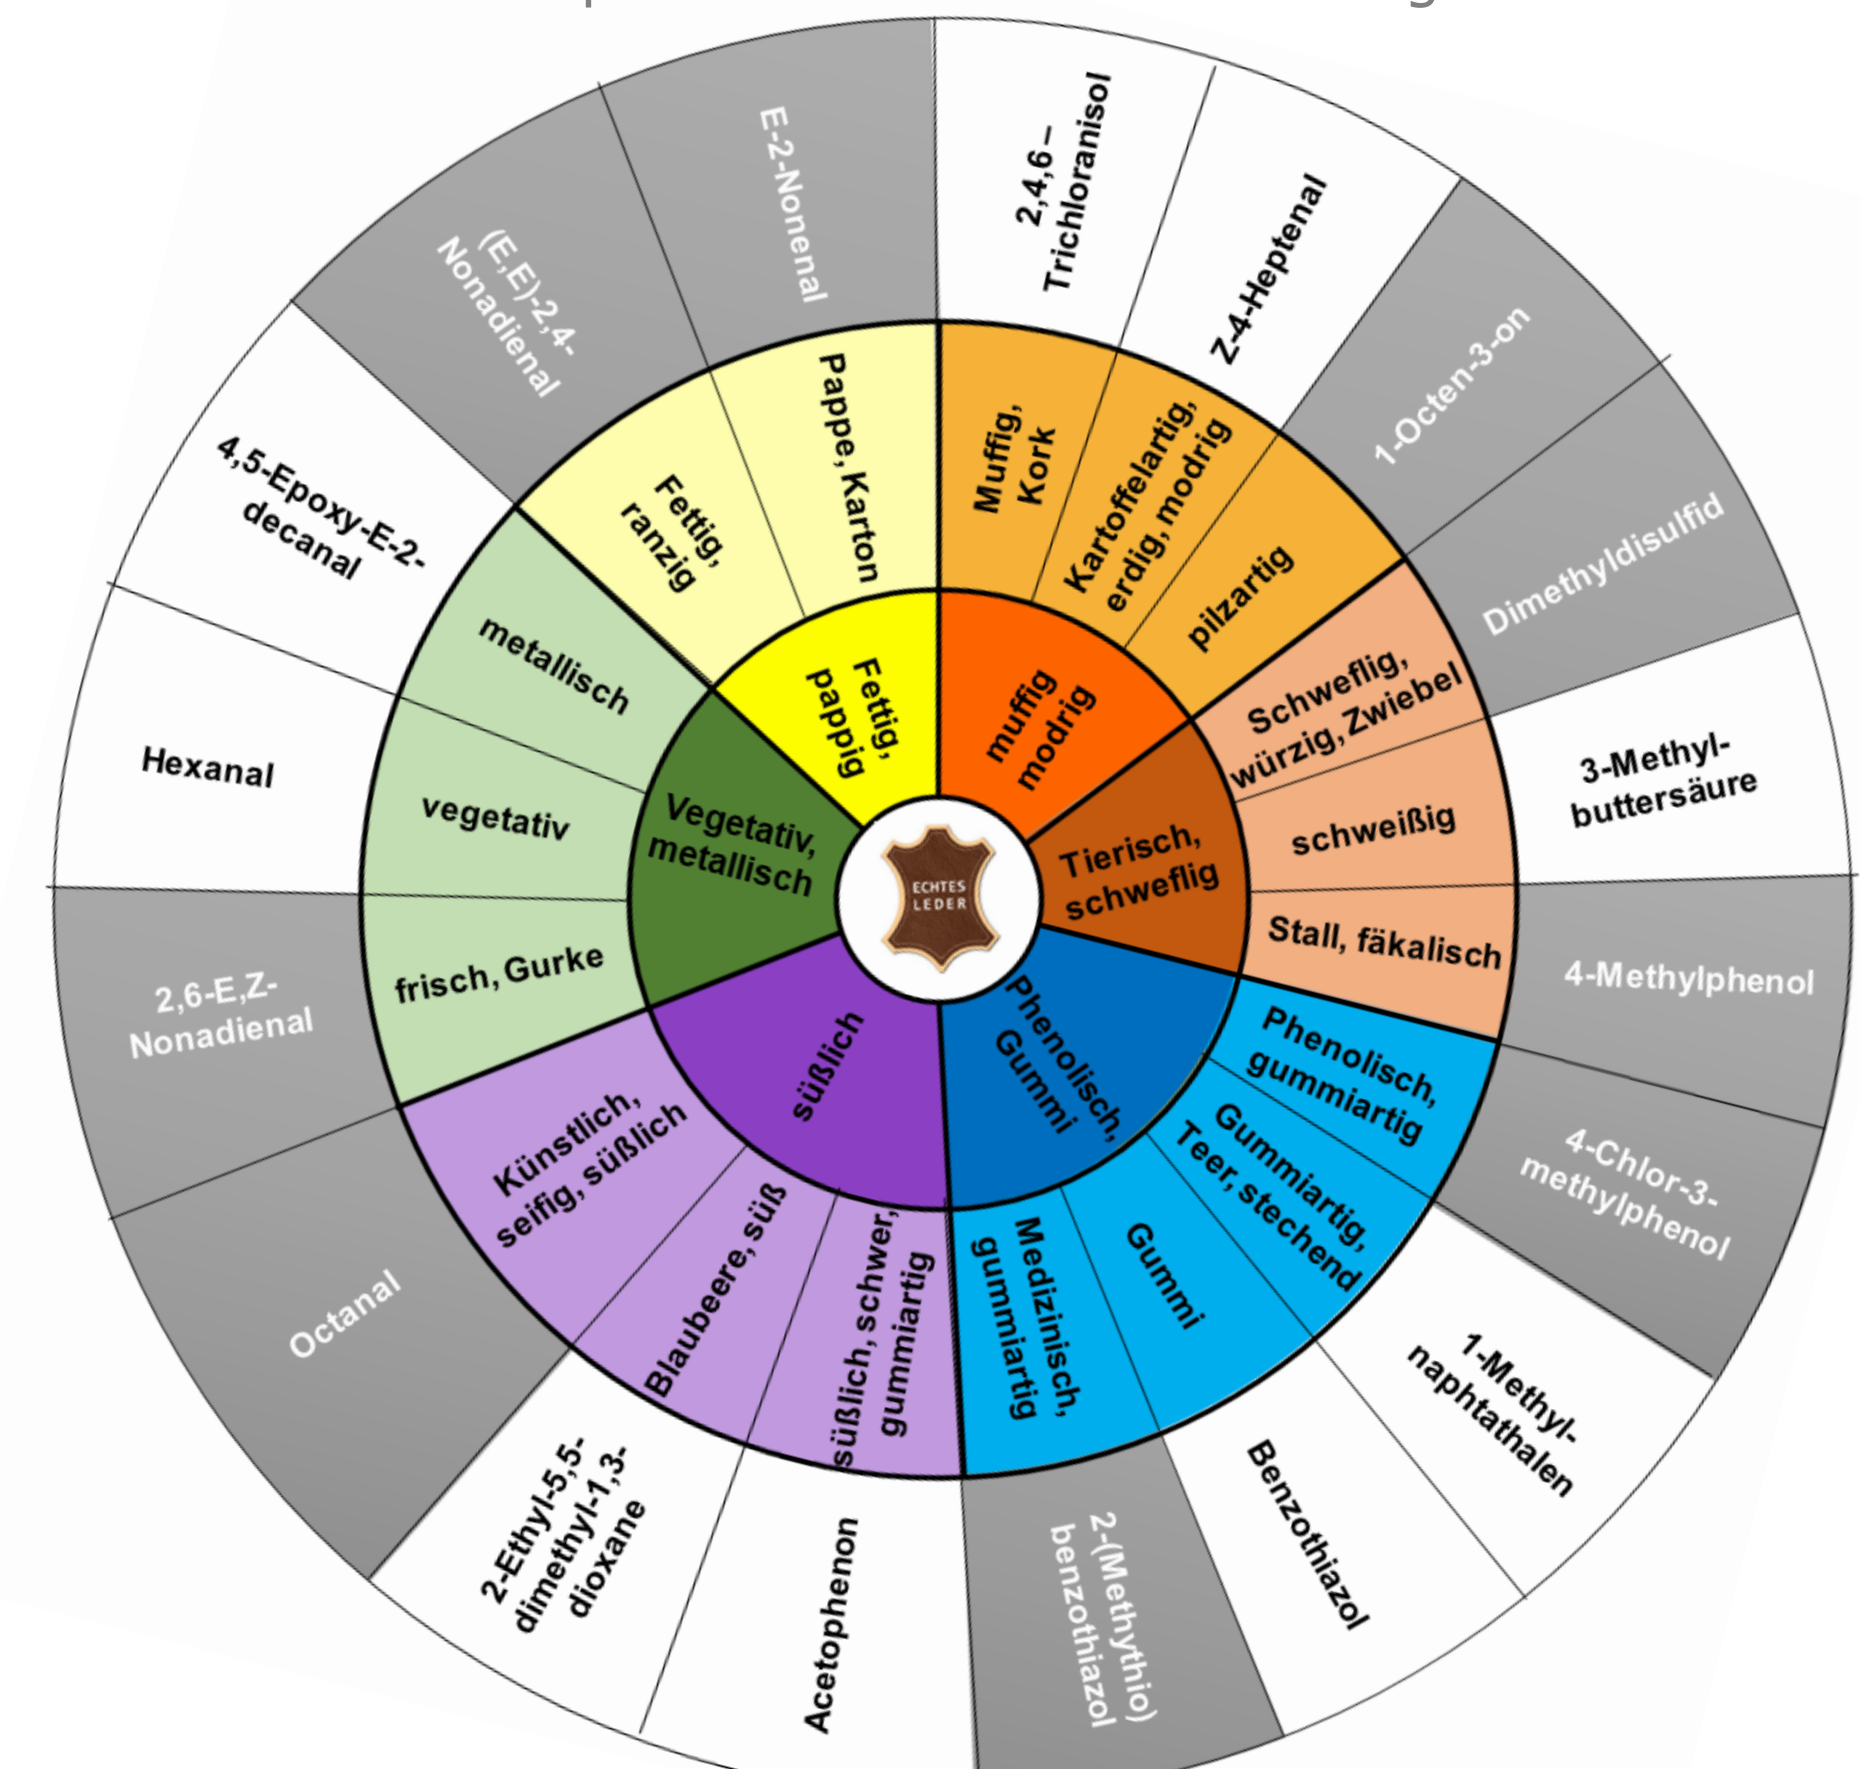 2,4,6 –
Trichloranisol
Z-4-Heptenal
1-Octen-3-on
Dimethyldisulfid
3-Methyl-
buttersäure
4-Methylphenol
4-Chlor-3-
methylphenol
1-Methyl-
naphtathalen
Benzothiazol
2-(Methythio)
benzothiazol
Acetophenon
2-Ethyl-5,5-
dimethyl-1,3-
dioxane
Octanal
2,6-E,Z-
Nonadienal
Hexanal
4,5-Epoxy-E-2-
decanal
(E,E)-2,4-
Nonadienal
E-2-Nonenal
Muffig,
Kork
Kartoffelartig,
erdig, modrig
pilzartig
Schweflig,
würzig, Zwiebel
schweißig
Stall, fäkalisch
Phenolisch,
gummiartig
Gummiartig,
Teer, stechend
Gummi
Medizinisch,
gummiartig
süßlich, schwer,
gummiartig
Blaubeere, süß
Künstlich,
seifig, süßlich
frisch, Gurke
vegetativ
metallisch
Fettig,
ranzig
Pappe, Karton
muffig
modrig
Tierisch,
schweflig
Phenolisch,
Gummi
süßlich
Vegetativ,
metallisch
Fettig,
pappig
ECHTES
LEDER